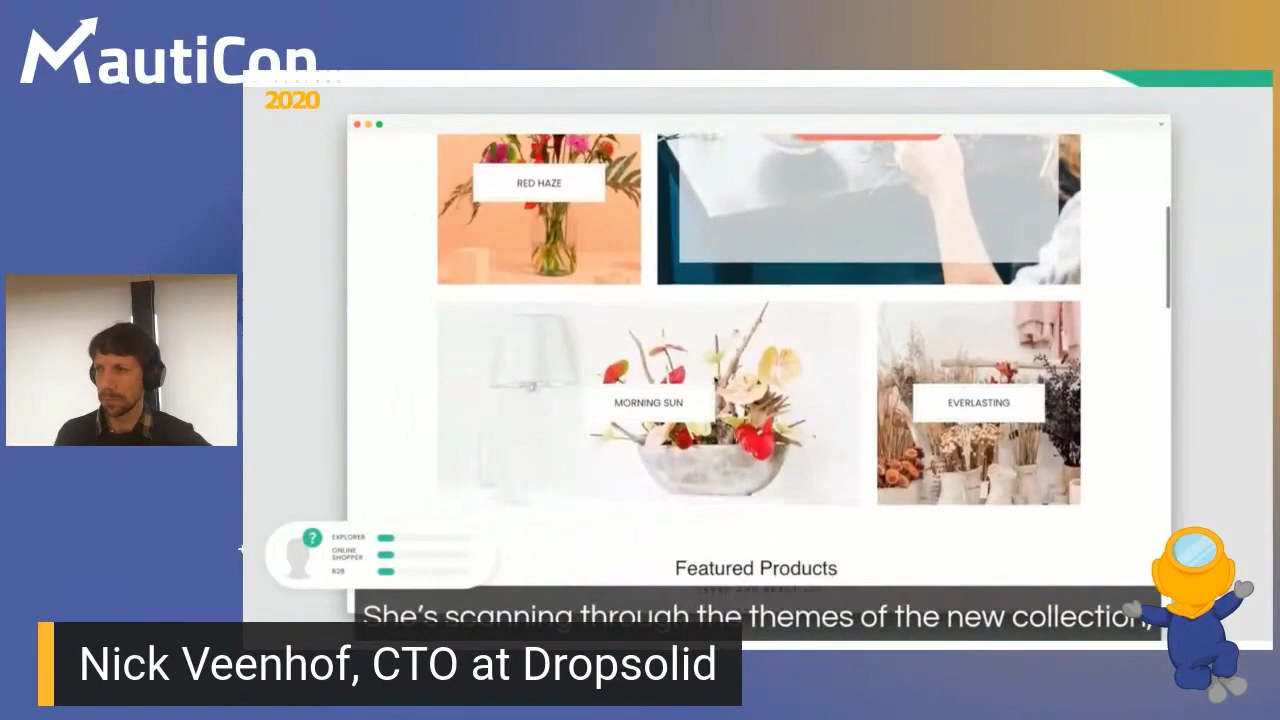 MautiCon
2020
RED HAZE
MORNING SUN
EVERLASTING
?
EXPLORER
ONLINE
SHOPPER
B2B
Featured Products
She's scanning through the themes of the new collection,
Nick Veenhof, CTO at Dropsolid